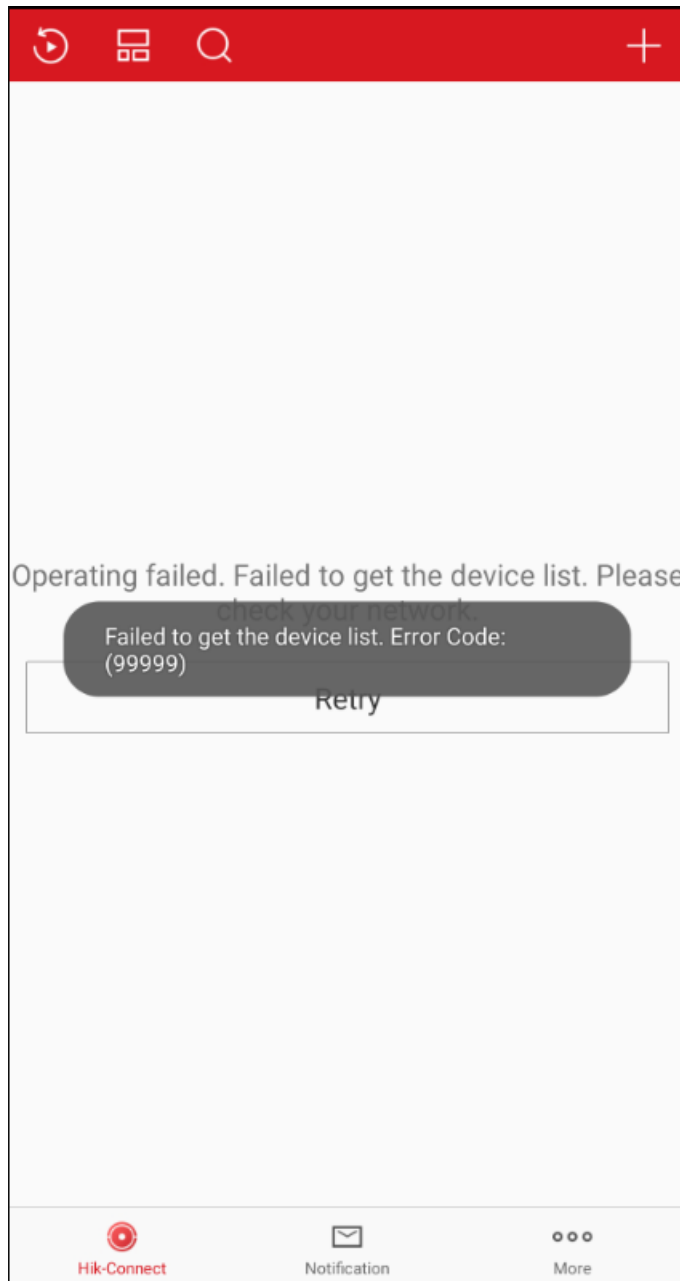 Operating failed. Failed to get the device list. Please
check your network.
Failed to get the device list. Error Code:
(99999)
Retry
Hik-Connect
Notification
More